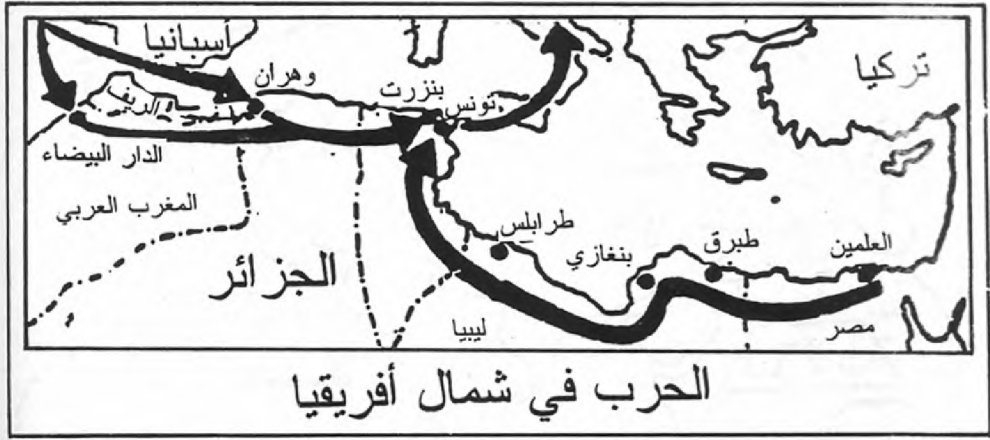 أسبانيا
تركيا
وهران
بنزرت
تونس
الريف
الدار البيضاء
المغرب العربي
الجزائر
طرابلس
بنغازي
طبرق
العلمين
ليبيا
مصر
الحرب في شمال أفريقيا